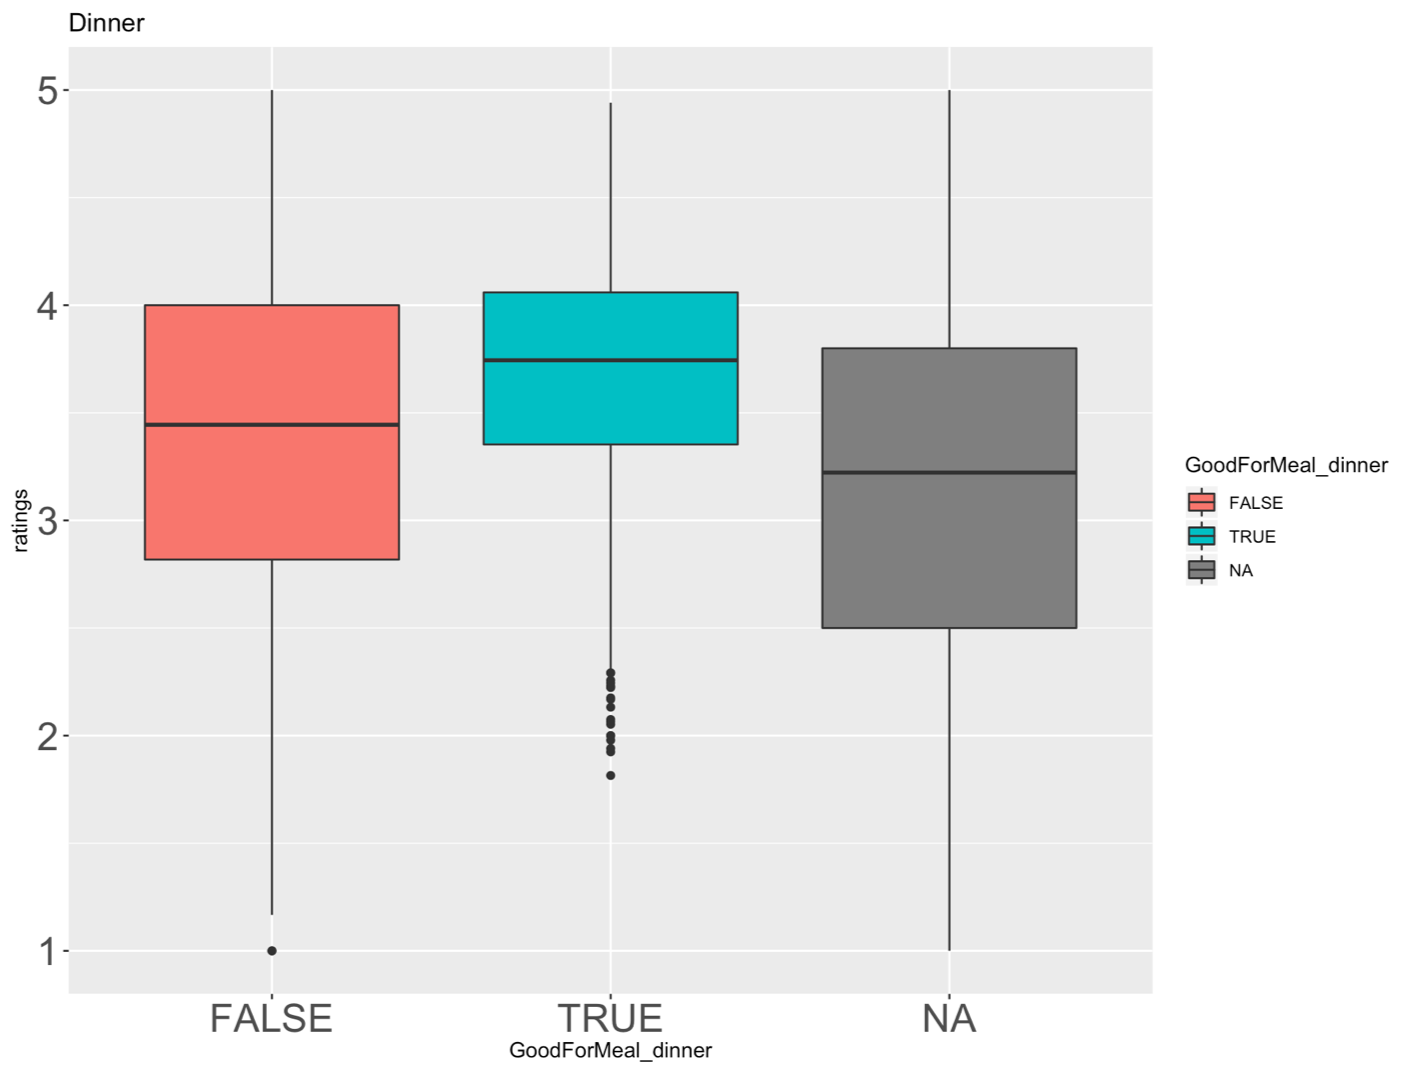 Dinner
5
4
3
2
1
ratings
FALSE
TRUE
NA
GoodForMeal_dinner
GoodForMeal_dinner
FALSE
TRUE
NA